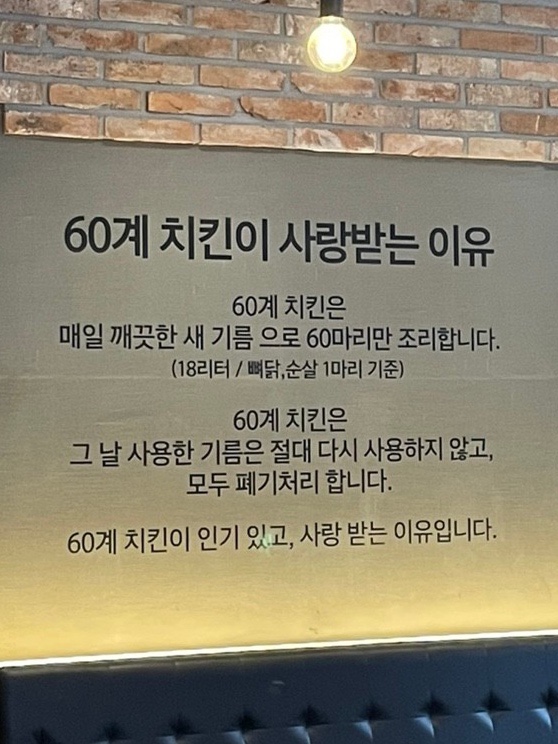 60계 치킨이 사랑받는 이유
60계 치킨은
매일 깨끗한 새 기름 으로 60마리만 조리합니다.
(18리터 / 뼈닭,순살 1마리 기준)
60계 치킨은
그 날 사용한 기름은 절대 다시 사용하지 않고,
모두 폐기처리 합니다.
60계 치킨이 인기 있고, 사랑 받는 이유입니다.